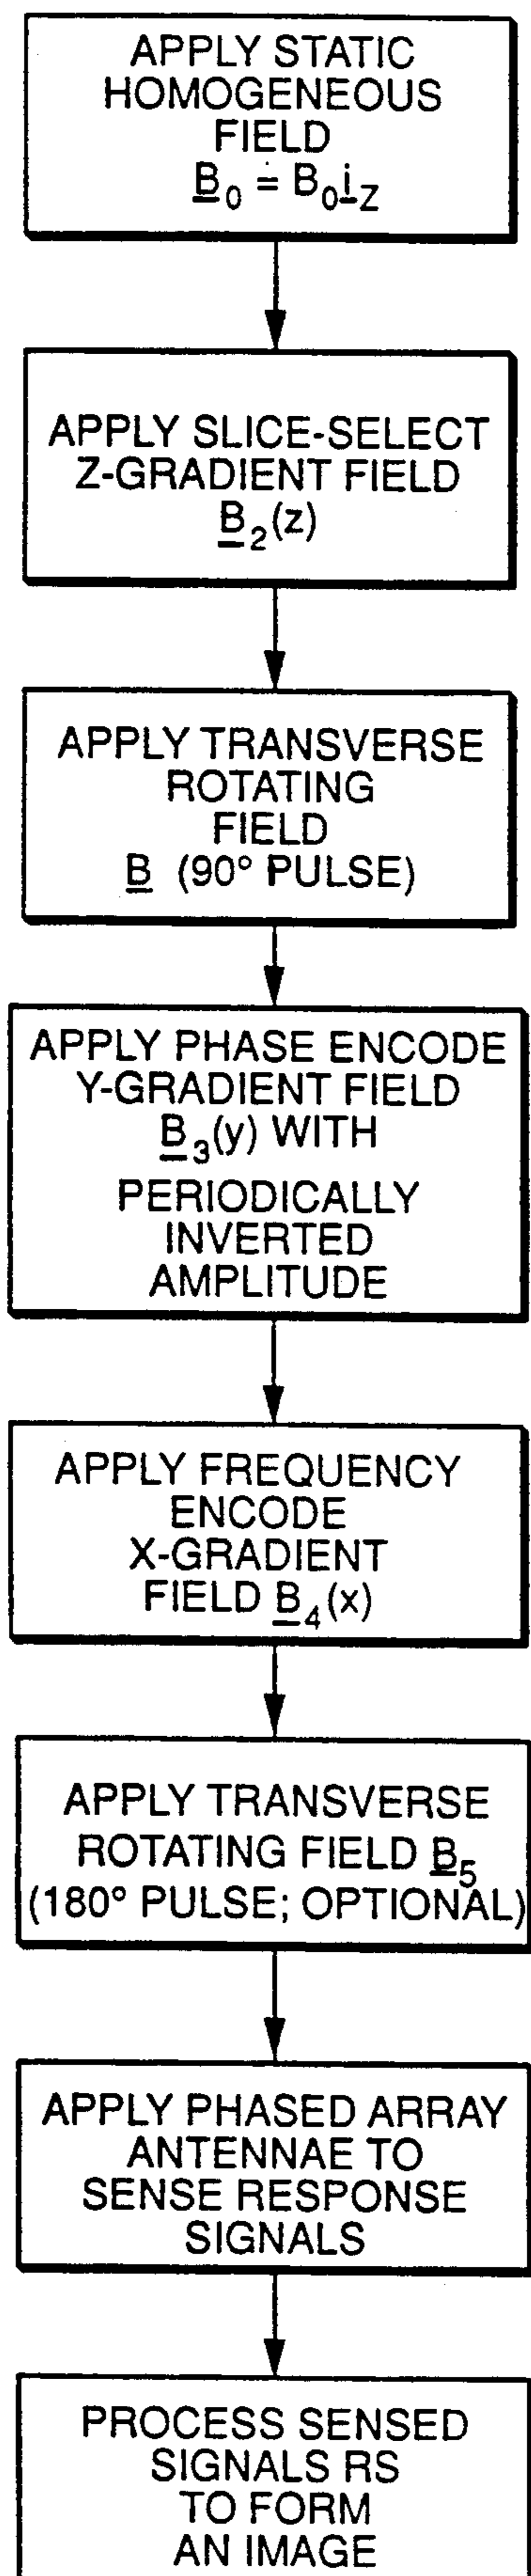 APPLY STATIC
HOMOGENEOUS
FIELD
B₀ = B₀i_Z
APPLY SLICE-SELECT
Z-GRADIENT FIELD
B₂(z)
APPLY TRANSVERSE
ROTATING
FIELD
B (90° PULSE)
APPLY PHASE ENCODE
Y-GRADIENT FIELD
B₃(y) WITH
PERIODICALLY
INVERTED
AMPLITUDE
APPLY FREQUENCY
ENCODE
X-GRADIENT
FIELD B₄(x)
APPLY TRANSVERSE
ROTATING FIELD B₅
(180° PULSE; OPTIONAL)
APPLY PHASED ARRAY
ANTENNAE TO
SENSE RESPONSE
SIGNALS
PROCESS SENSED
SIGNALS RS
TO FORM
AN IMAGE